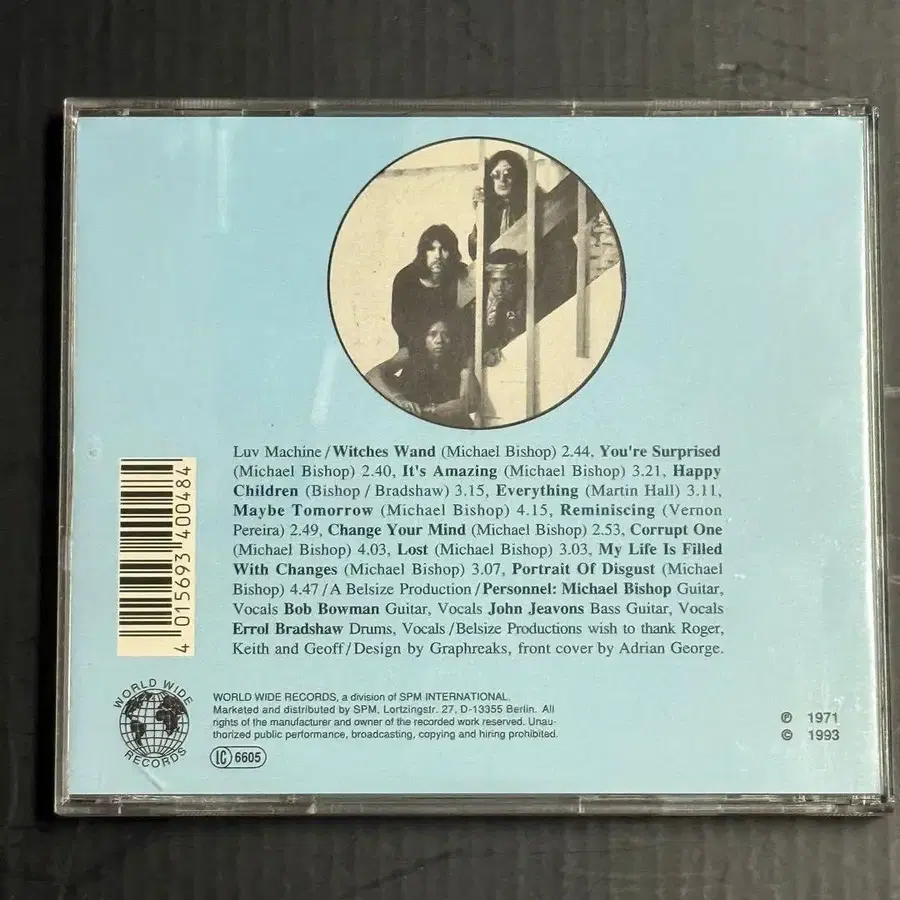 Luv Machine/Witches Wand (Michael Bishop) 2.44, You're Surprised
(Michael Bishop) 2.40, It's Amazing (Michael Bishop) 3.21, Happy
Children (Bishop/Bradshaw) 3.15, Everything (Martin Hall) 3.11,
Maybe Tomorrow (Michael Bishop) 4.15, Reminiscing (Vernon
Pereira) 2.49, Change Your Mind (Michael Bishop) 2.53, Corrupt One
(Michael Bishop) 4.03, Lost (Michael Bishop) 3.03, My Life Is Filled
With Changes (Michael Bishop) 3.07, Portrait Of Disgust (Michael
Bishop) 4.47/A Belsize Production/Personnel: Michael Bishop Guitar,
Vocals Bob Bowman Guitar, Vocals John Jeavons Bass Guitar, Vocals
Errol Bradshaw Drums, Vocals/Belsize Productions wish to thank Roger,
Keith and Geoff/Design by Graphreaks, front cover by Adrian George.
4 015693 400484
WORLD WIDE
RECORDS
WORLD WIDE RECORDS, a division of SPM INTERNATIONAL.
Marketed and distributed by SPM, Lortzingstr. 27, D-13355 Berlin. All
rights of the manufacturer and owner of the recorded work reserved. Unau-
thorized public performance, broadcasting, copying and hiring prohibited.
LC 6605
℗ 1971
© 1993